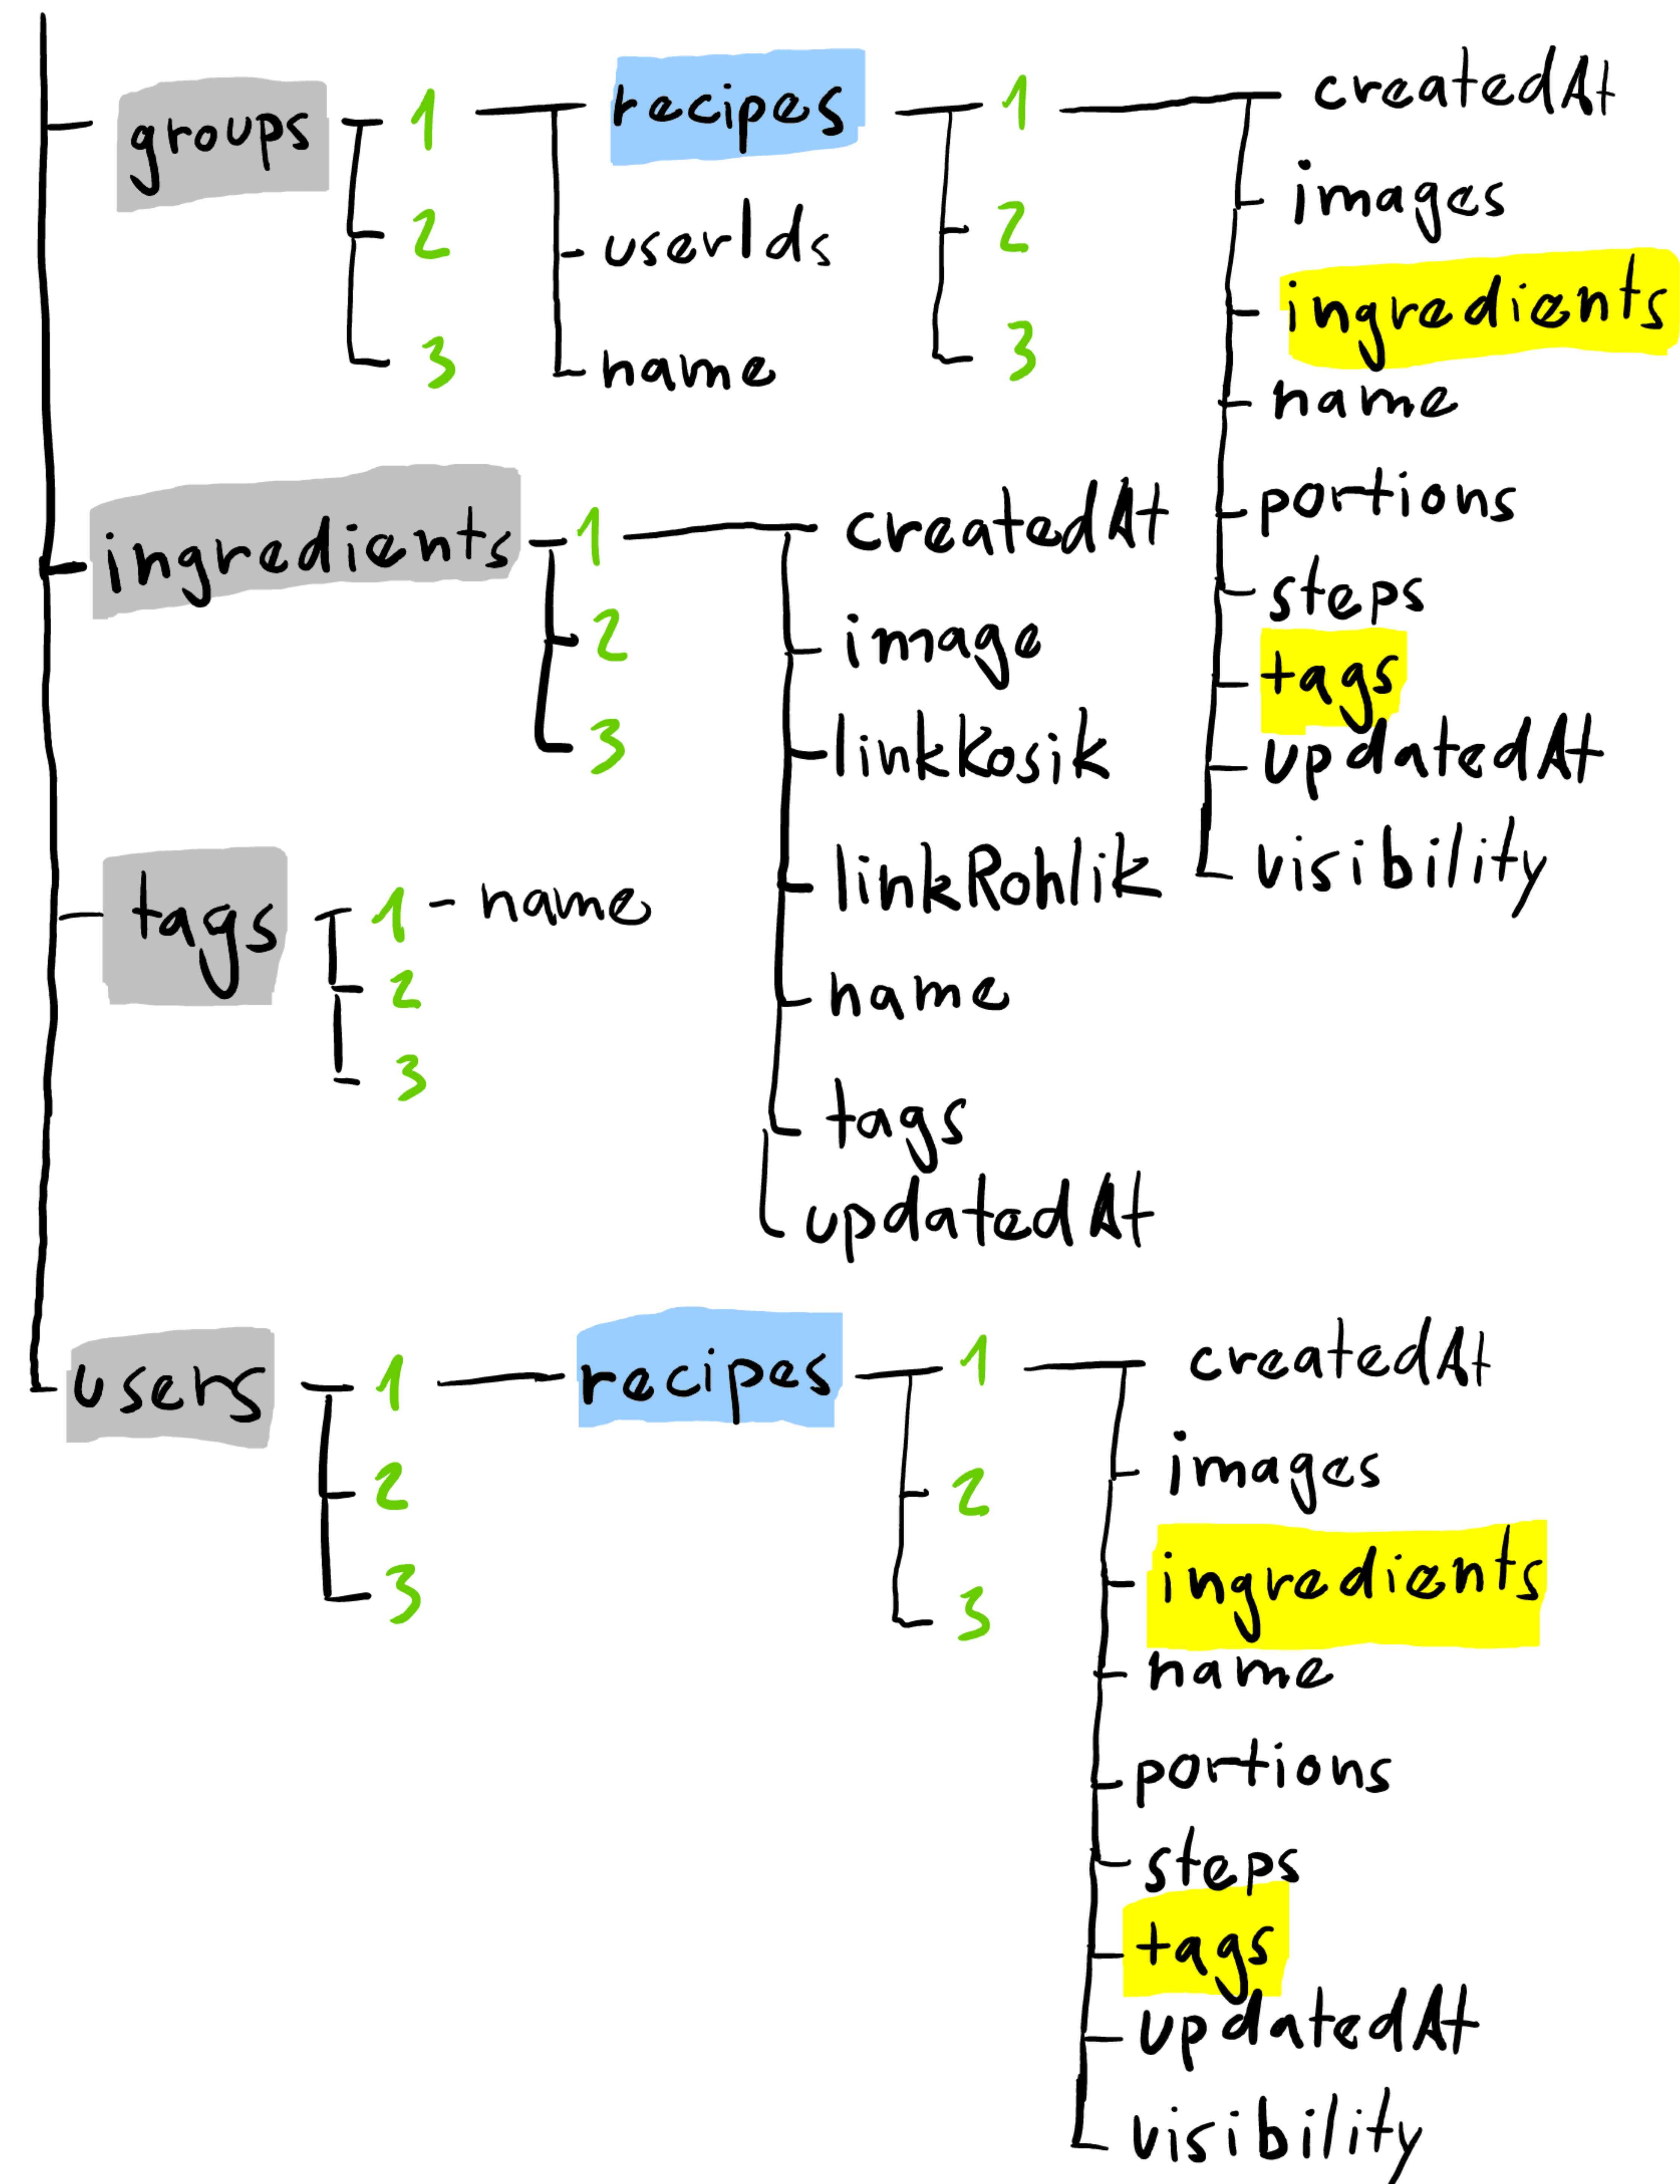 groups 1 recipes 1 createdAt
2 userIds 2 images
3 name 3 ingredients
name
portions
steps
tags
updatedAt
visibility
ingredients 1 createdAt
2 image
3 linkKosik
linkRohlik
name
tags
updatedAt
tags 1 - name
2
3
users 1 recipes 1 createdAt
2 2 images
3 3 ingredients
name
portions
steps
tags
updatedAt
visibility